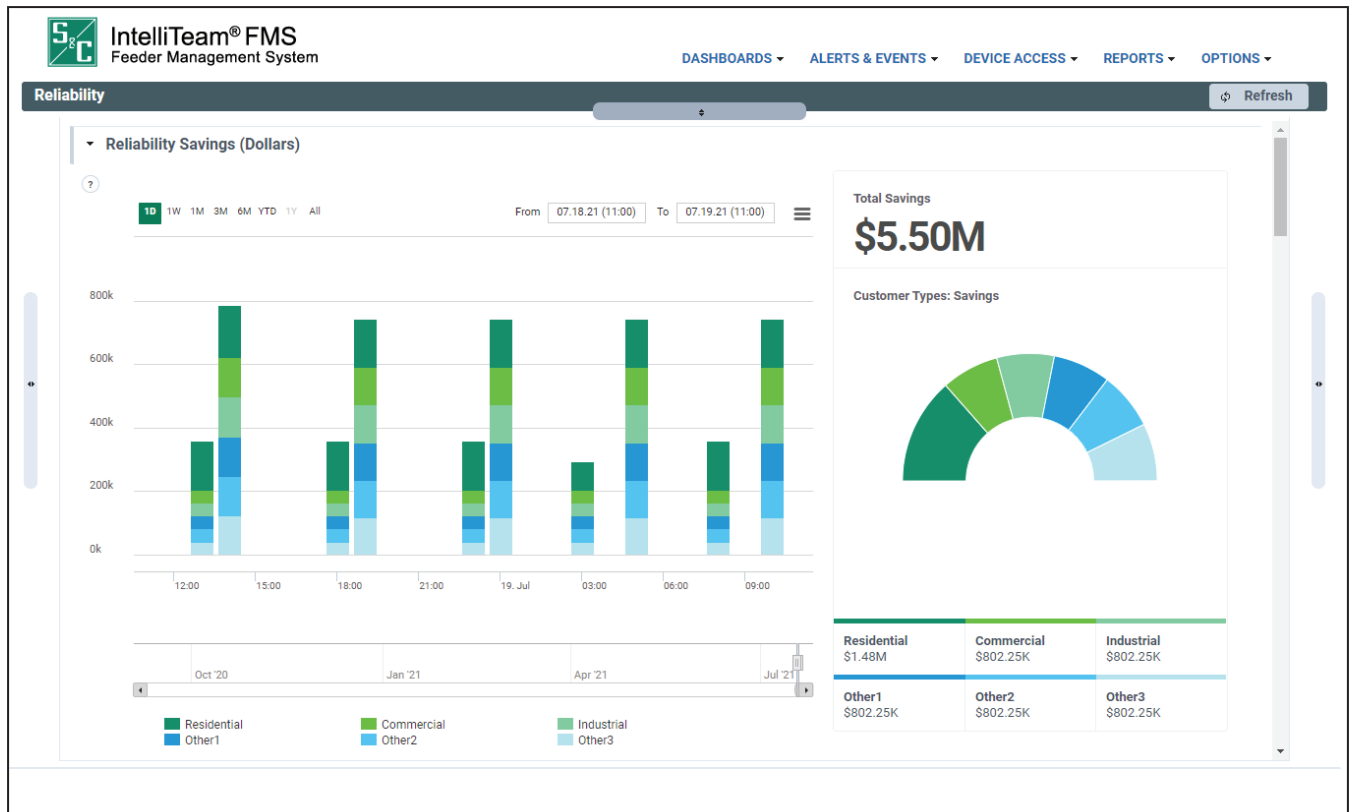 S&C
IntelliTeam® FMS
Feeder Management System
DASHBOARDS
ALERTS & EVENTS
DEVICE ACCESS
REPORTS
OPTIONS
Reliability
Refresh
Reliability Savings (Dollars)
?
1D 1W 1M 3M 6M YTD 1Y All
From 07.18.21 (11:00) To 07.19.21 (11:00)
800k
600k
400k
200k
0k
12:00 15:00 18:00 21:00 19. Jul 03:00 06:00 09:00
Oct '20 Jan '21 Apr '21 Jul '21
Residential Commercial Industrial
Other1 Other2 Other3
Total Savings
$5.50M
Customer Types: Savings
Residential Commercial Industrial
$1.48M $802.25K $802.25K
Other1 Other2 Other3
$802.25K $802.25K $802.25K